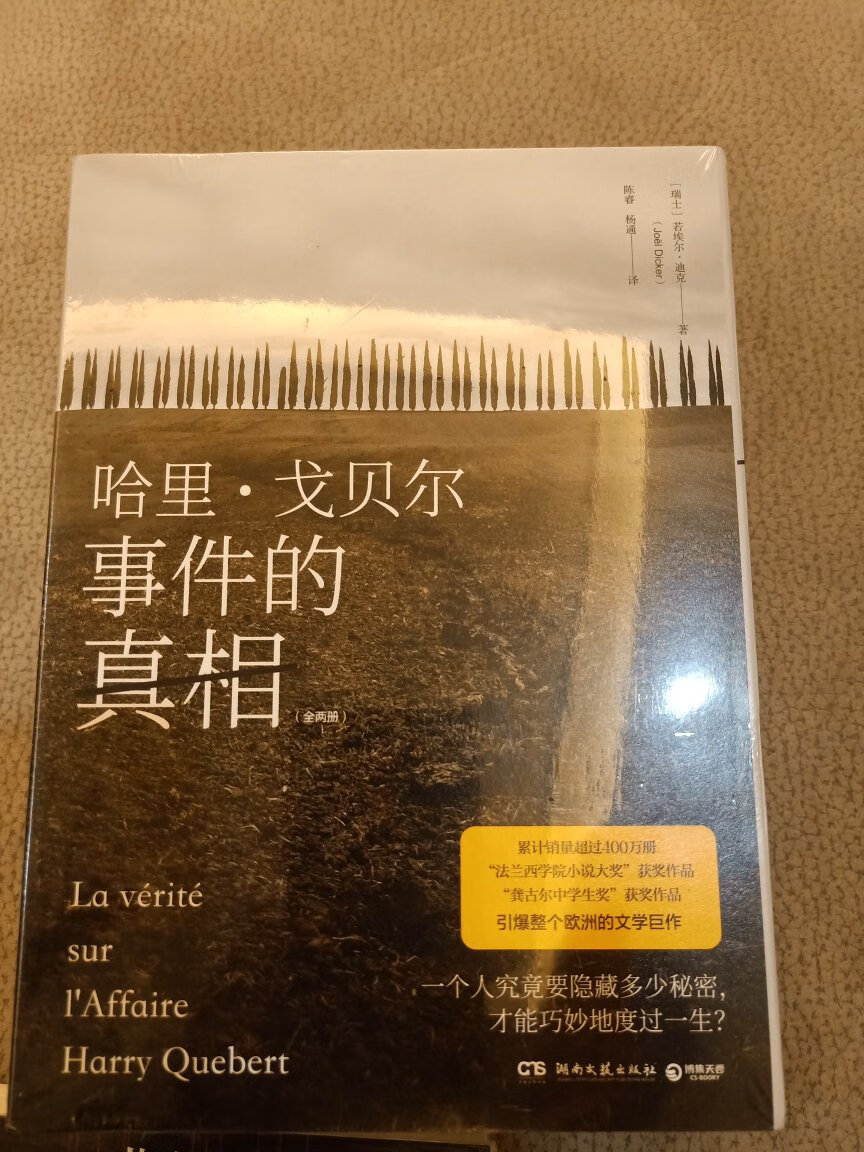 [瑞士] 若埃尔·迪克——著
(Joël Dicker)
陈睿 杨通——译
哈里·戈贝尔
事件的
真相
（全两册）
累计销量超过400万册
“法兰西学院小说大奖”获奖作品
“龚古尔中学生奖”获奖作品
引爆整个欧洲的文学巨作
La vérité
sur
l'Affaire
Harry Quebert
一个人究竟要隐藏多少秘密，
才能巧妙地度过一生？
湖南文艺出版社
博集天卷
CS-BOOKY